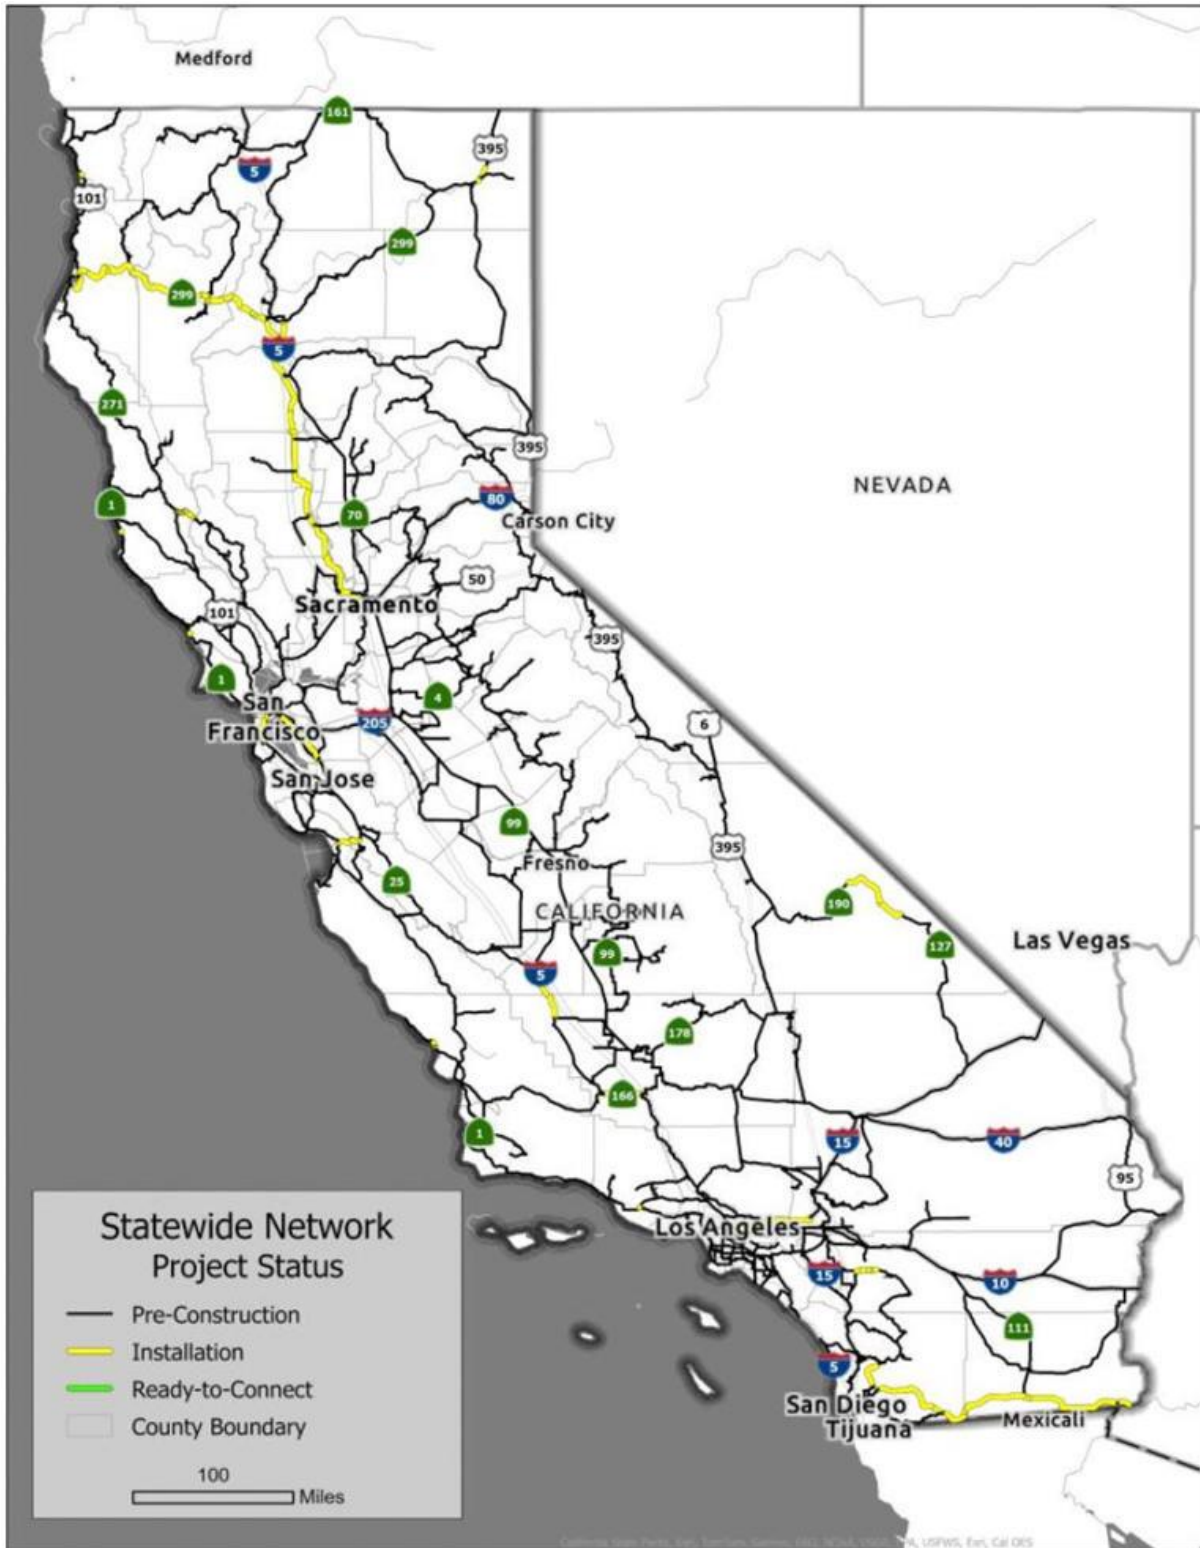 Medford
161
395
5
101
299
299
5
271
395
80
1
70
Carson City
NEVADA
50
Sacramento
101
395
1
4
San
Francisco
205
6
San Jose
99
395
Fresno
25
190
CALIFORNIA
127
Las Vegas
99
5
178
166
1
15
40
95
Los Angeles
15
10
111
5
San Diego
Tijuana
Mexicali
Statewide Network
Project Status
Pre-Construction
Installation
Ready-to-Connect
County Boundary
100
Miles